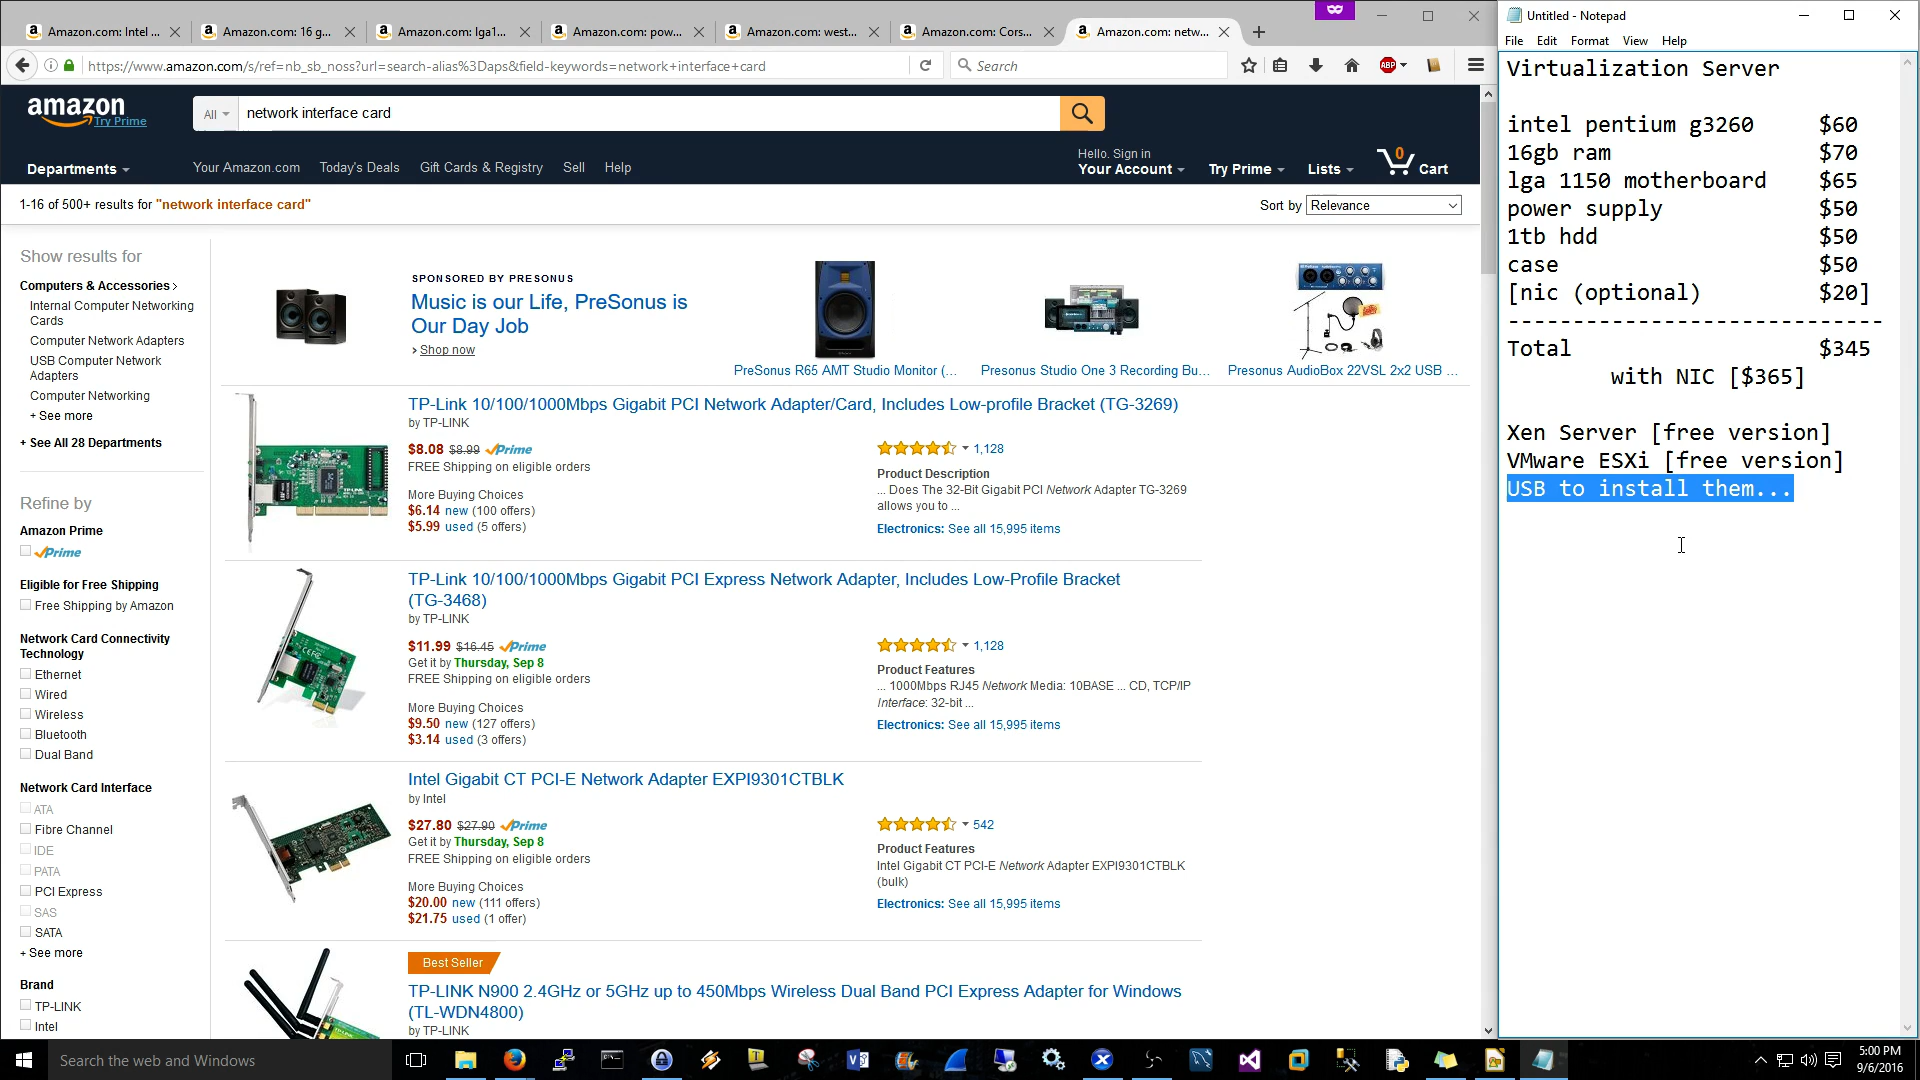 Amazon.com: Intel ...
Amazon.com: 16 g...
Amazon.com: lga1...
Amazon.com: pow...
Amazon.com: west...
Amazon.com: Cors...
Amazon.com: netw...
https://www.amazon.com/s/ref=nb_sb_noss?url=search-alias%3Daps&field-keywords=network+interface+card
Search
ABP
amazon
Try Prime
All
network interface card
Departments
Your Amazon.com
Today's Deals
Gift Cards & Registry
Sell
Help
Hello. Sign in
Your Account
Try Prime
Lists
0
Cart
1-16 of 500+ results for "network interface card"
Sort by
Relevance
Show results for
Computers & Accessories ›
Internal Computer Networking
Cards
Computer Network Adapters
USB Computer Network
Adapters
Computer Networking
+ See more
+ See All 28 Departments
Refine by
Amazon Prime
Prime
Eligible for Free Shipping
Free Shipping by Amazon
Network Card Connectivity
Technology
Ethernet
Wired
Wireless
Bluetooth
Dual Band
Network Card Interface
ATA
Fibre Channel
IDE
PATA
PCI Express
SAS
SATA
+ See more
Brand
TP-LINK
Intel
SPONSORED BY PRESONUS
Music is our Life, PreSonus is
Our Day Job
› Shop now
PreSonus R65 AMT Studio Monitor (...
Presonus Studio One 3 Recording Bu...
Presonus AudioBox 22VSL 2x2 USB ...
TP-Link 10/100/1000Mbps Gigabit PCI Network Adapter/Card, Includes Low-profile Bracket (TG-3269)
by TP-LINK
$8.08 $8.99 Prime
FREE Shipping on eligible orders
More Buying Choices
$6.14 new (100 offers)
$5.99 used (5 offers)
1,128
Product Description
... Does The 32-Bit Gigabit PCI Network Adapter TG-3269
allows you to ...
Electronics: See all 15,995 items
TP-Link 10/100/1000Mbps Gigabit PCI Express Network Adapter, Includes Low-Profile Bracket
(TG-3468)
by TP-LINK
$11.99 $16.45 Prime
Get it by Thursday, Sep 8
FREE Shipping on eligible orders
More Buying Choices
$9.50 new (127 offers)
$3.14 used (3 offers)
1,128
Product Features
... 1000Mbps RJ45 Network Media: 10BASE ... CD, TCP/IP
Interface: 32-bit ...
Electronics: See all 15,995 items
Intel Gigabit CT PCI-E Network Adapter EXPI9301CTBLK
by Intel
$27.80 $27.90 Prime
Get it by Thursday, Sep 8
FREE Shipping on eligible orders
More Buying Choices
$20.00 new (111 offers)
$21.75 used (1 offer)
542
Product Features
Intel Gigabit CT PCI-E Network Adapter EXPI9301CTBLK
(bulk)
Electronics: See all 15,995 items
Best Seller
TP-LINK N900 2.4GHz or 5GHz up to 450Mbps Wireless Dual Band PCI Express Adapter for Windows
(TL-WDN4800)
by TP-LINK
Untitled - Notepad
File Edit Format View Help
Virtualization Server
intel pentium g3260 $60
16gb ram $70
lga 1150 motherboard $65
power supply $50
1tb hdd $50
case $50
[nic (optional) $20]
-----------------------------
Total $345
with NIC [$365]
Xen Server [free version]
VMware ESXi [free version]
USB to install them...
Search the web and Windows
5:00 PM
9/6/2016